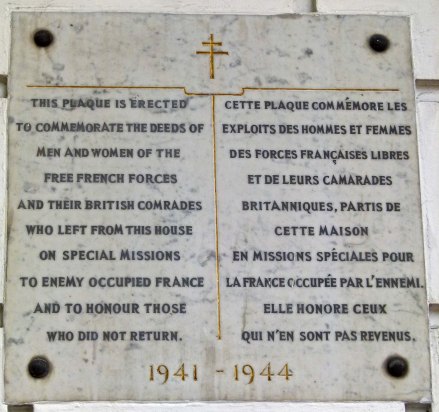 THIS PLAQUE IS ERECTED
TO COMMEMORATE THE DEEDS OF
MEN AND WOMEN OF THE
FREE FRENCH FORCES
AND THEIR BRITISH COMRADES
WHO LEFT FROM THIS HOUSE
ON SPECIAL MISSIONS
TO ENEMY OCCUPIED FRANCE
AND TO HONOUR THOSE
WHO DID NOT RETURN.
CETTE PLAQUE COMMÉMORE LES
EXPLOITS DES HOMMES ET FEMMES
DES FORCES FRANÇAISES LIBRES
ET DE LEURS CAMARADES
BRITANNIQUES, PARTIS DE
CETTE MAISON
EN MISSIONS SPÉCIALES POUR
LA FRANCE OCCUPÉE PAR L'ENNEMI.
ELLE HONORE CEUX
QUI N'EN SONT PAS REVENUS.
1941 - 1944